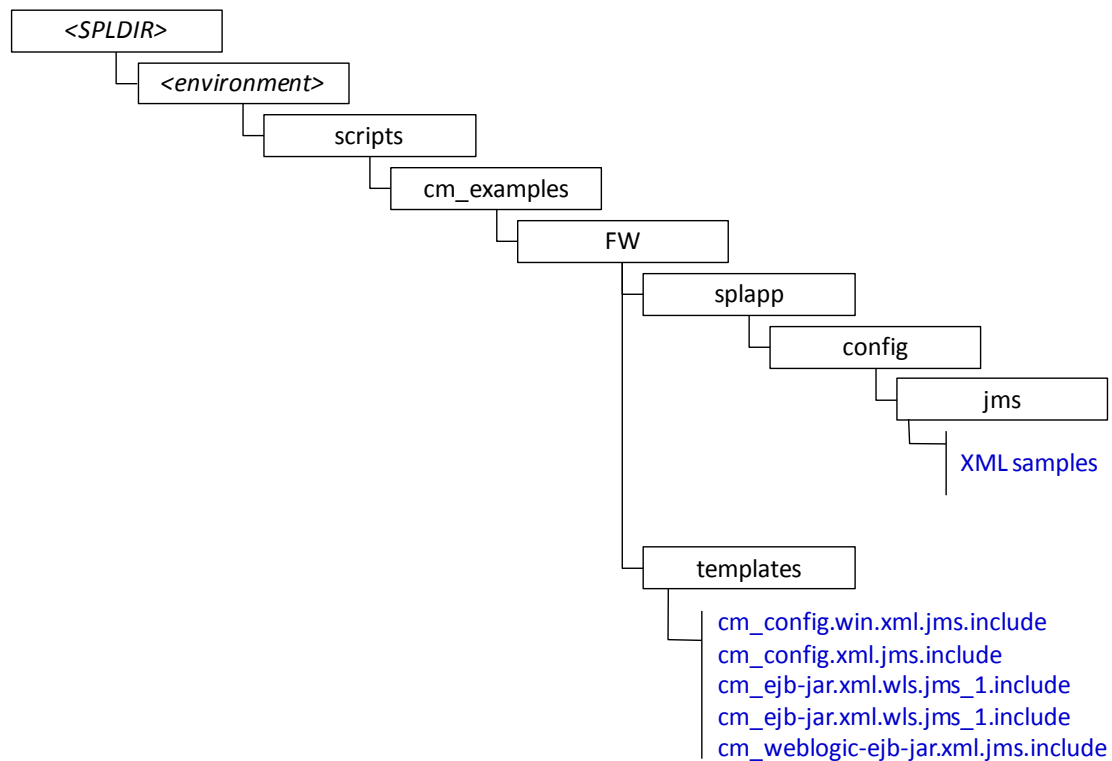 <SPLDIR>
<environment>
scripts
cm_examples
FW
splapp
config
jms
XML samples
templates
cm_config.win.xml.jms.include
cm_config.xml.jms.include
cm_ejb-jar.xml.wls.jms_1.include
cm_ejb-jar.xml.wls.jms_1.include
cm_weblogic-ejb-jar.xml.jms.include